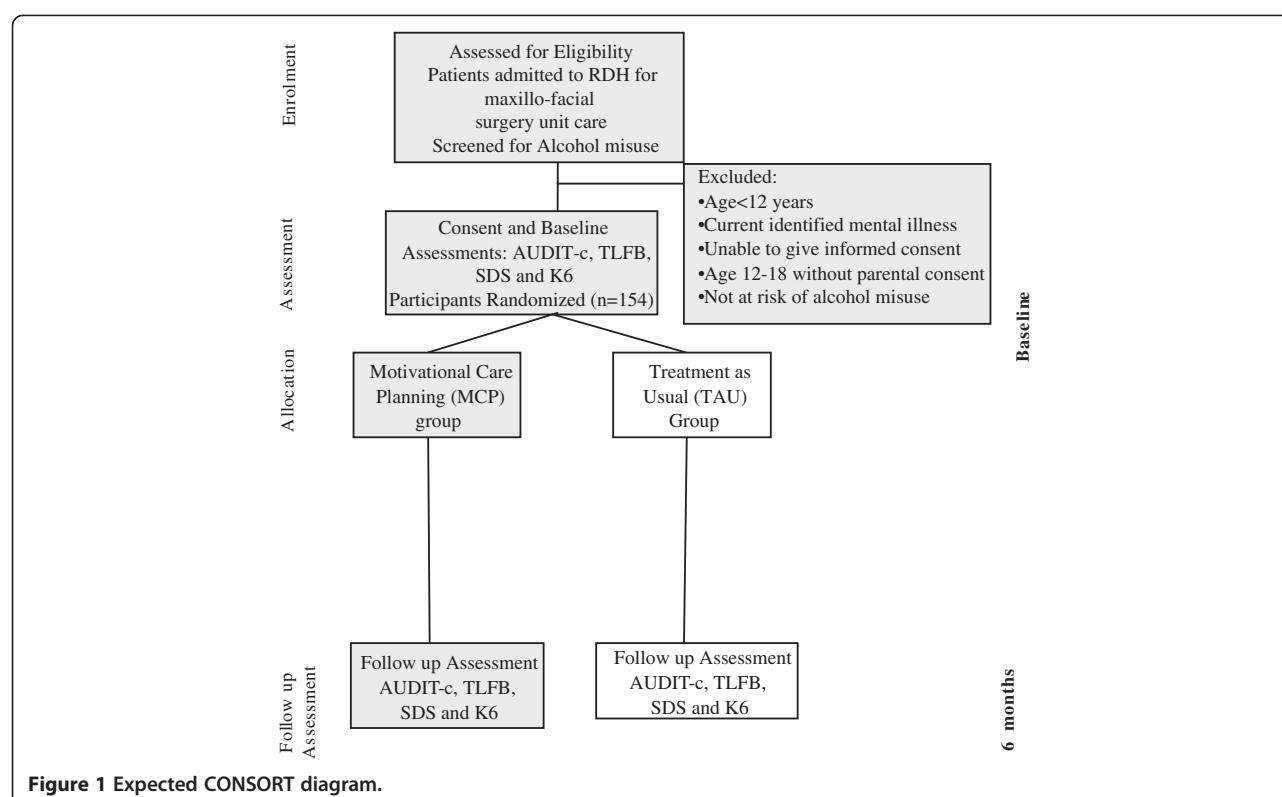 Enrolment
Assessed for Eligibility
Patients admitted to RDH for
maxillo-facial
surgery unit care
Screened for Alcohol misuse
Excluded:
•Age<12 years
•Current identified mental illness
•Unable to give informed consent
•Age 12-18 without parental consent
•Not at risk of alcohol misuse
Assessment
Consent and Baseline
Assessments: AUDIT-c, TLFB,
SDS and K6
Participants Randomized (n=154)
Baseline
Allocation
Motivational Care
Planning (MCP)
group
Treatment as
Usual (TAU)
Group
Follow up
Assessment
Follow up Assessment
AUDIT-c, TLFB,
SDS and K6
Follow up Assessment
AUDIT-c, TLFB,
SDS and K6
6 months
Figure 1 Expected CONSORT diagram.